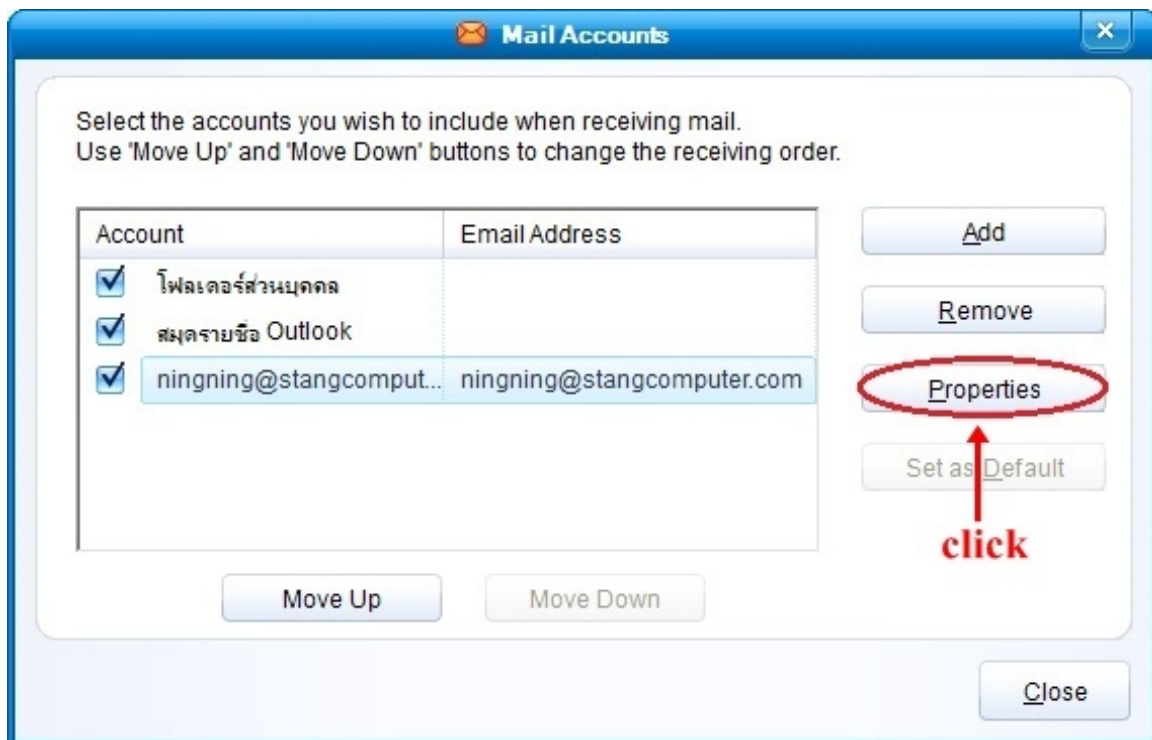 Mail Accounts
Select the accounts you wish to include when receiving mail.
Use 'Move Up' and 'Move Down' buttons to change the receiving order.
Account Email Address
โฟลเดอร์ส่วนบุคคล
สมุดรายชื่อ Outlook
ningning@stangcomput... ningning@stangcomputer.com
Add
Remove
Properties
Set as Default
click
Move Up Move Down
Close